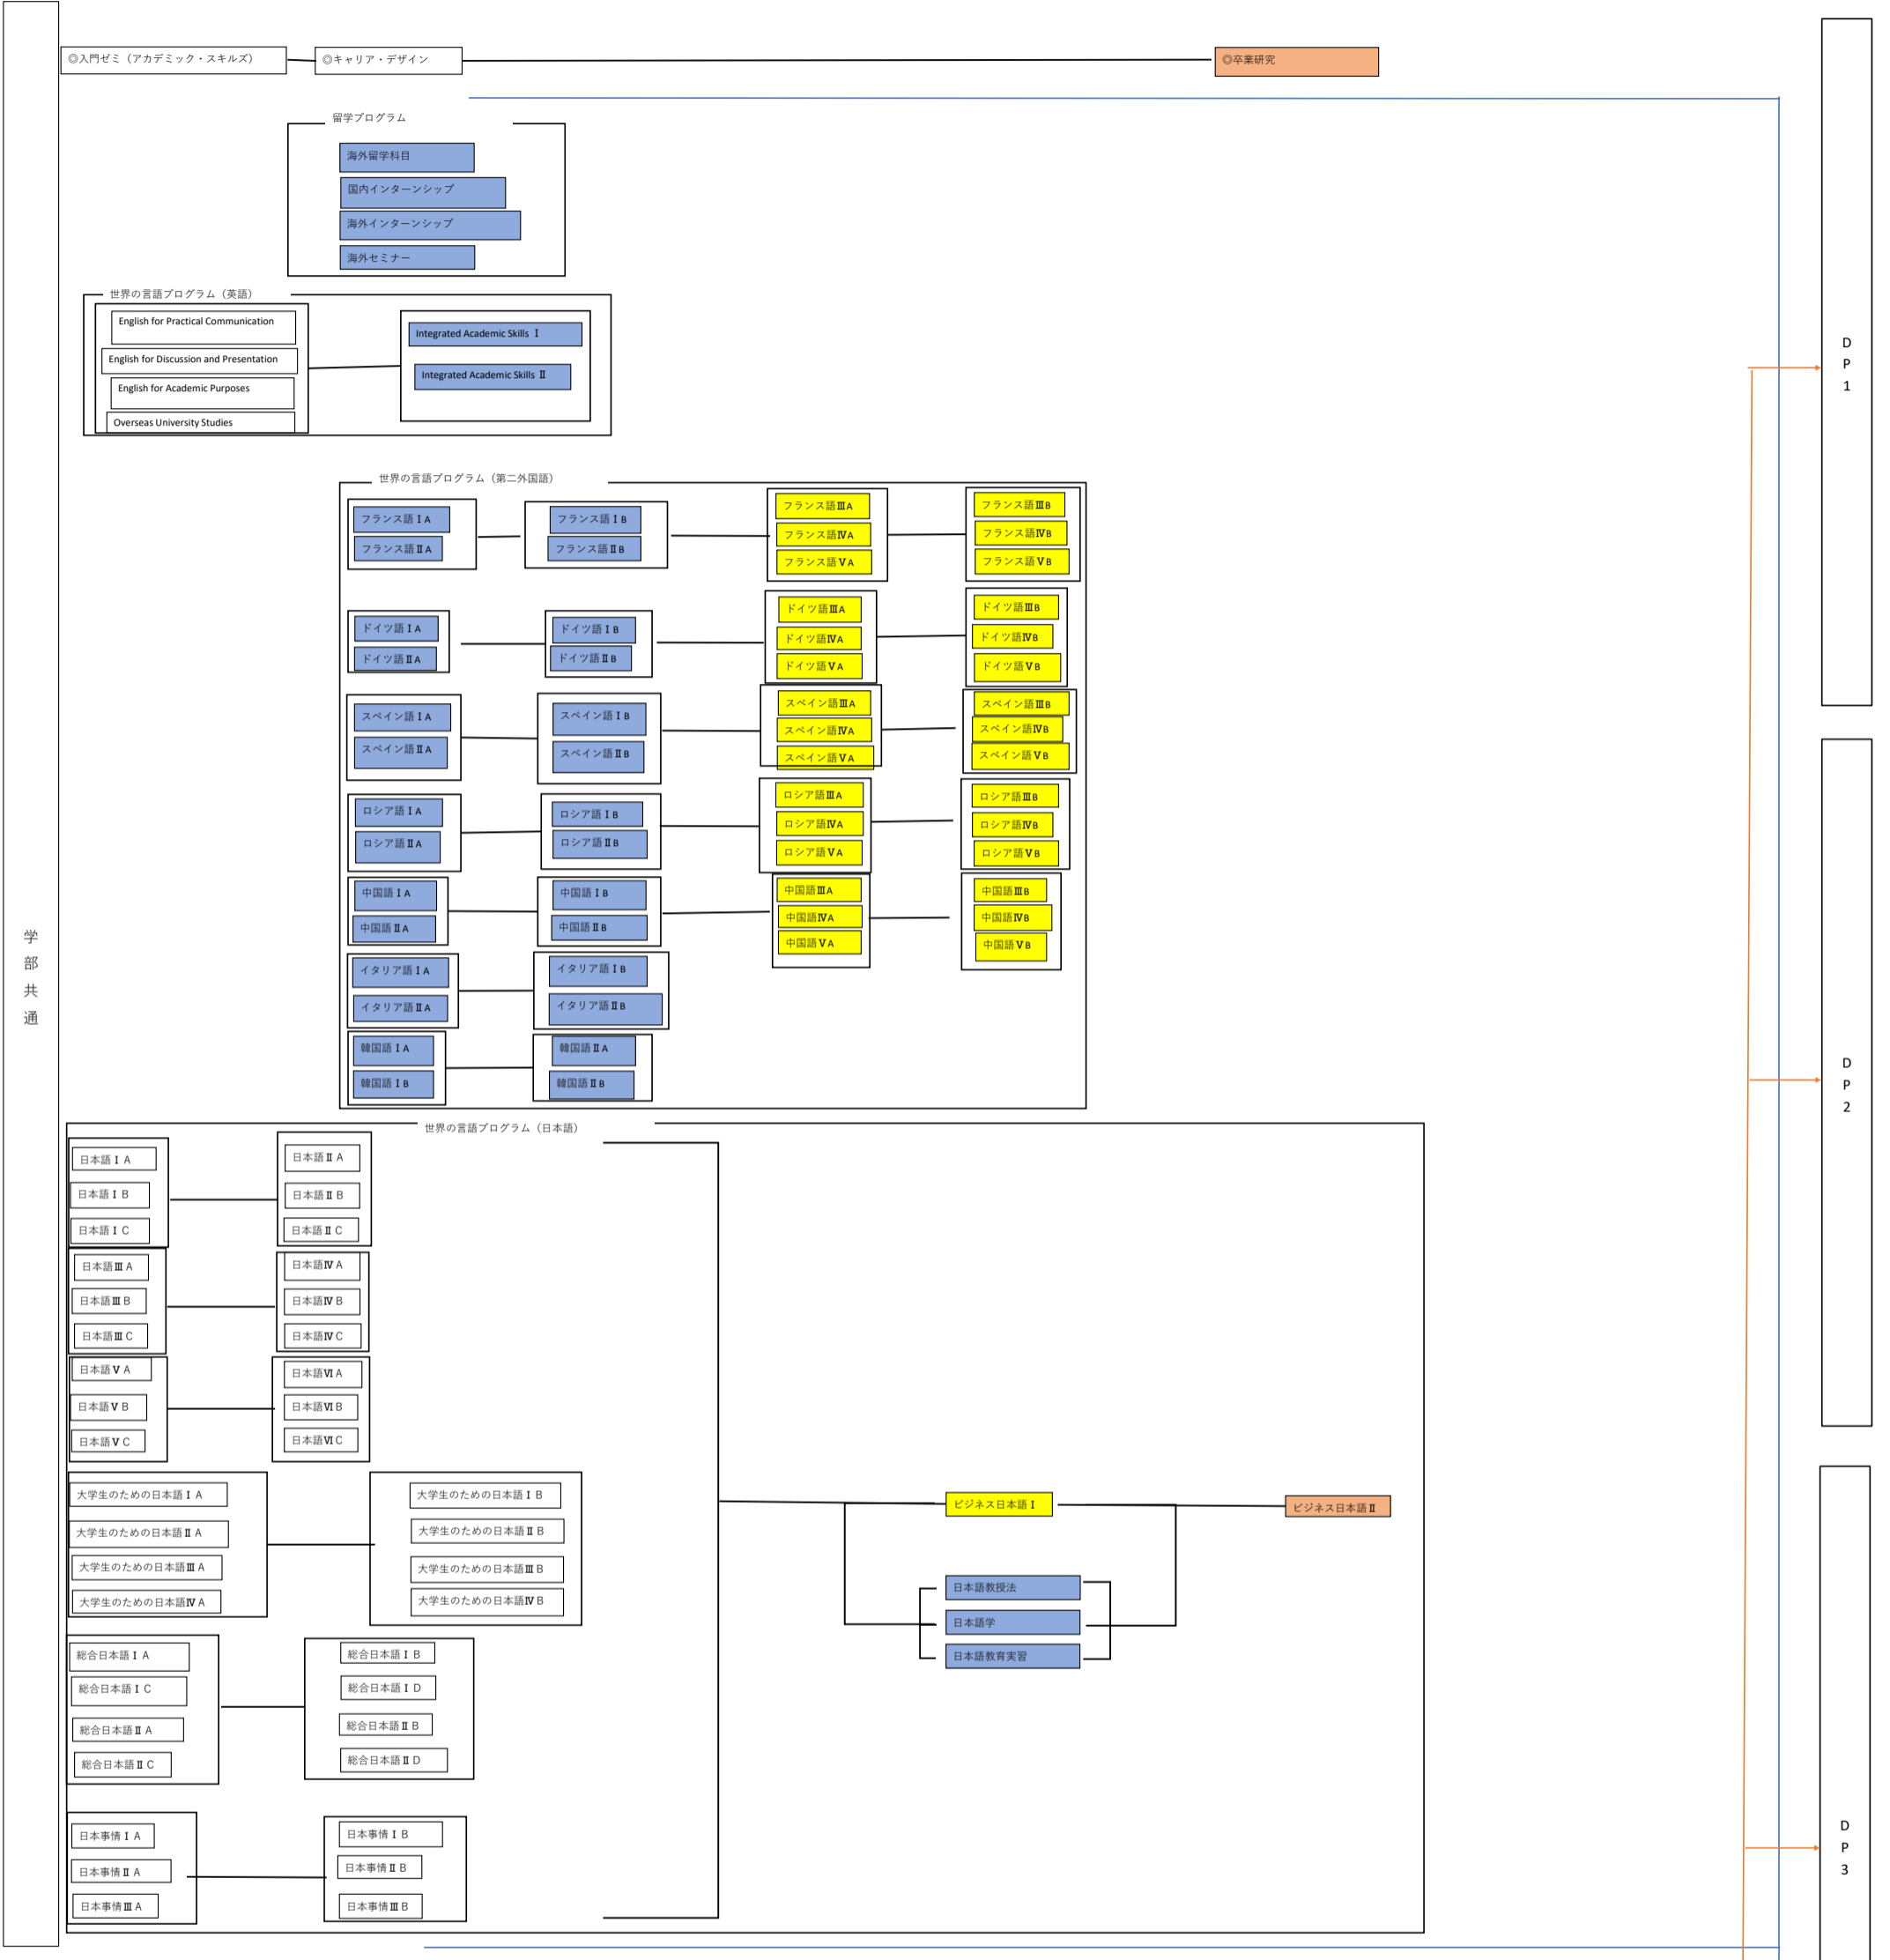 学
部
共
通
◎入門ゼミ（アカデミック・スキルズ）
◎キャリア・デザイン
◎卒業研究
留学プログラム
海外留学科目
国内インターンシップ
海外インターンシップ
海外セミナー
世界の言語プログラム（英語）
English for Practical Communication
English for Discussion and Presentation
English for Academic Purposes
Overseas University Studies
Integrated Academic Skills Ⅰ
Integrated Academic Skills Ⅱ
世界の言語プログラム（第二外国語）
フランス語ⅠA
フランス語ⅡA
フランス語ⅠB
フランス語ⅡB
フランス語ⅢA
フランス語ⅣA
フランス語ⅤA
フランス語ⅢB
フランス語ⅣB
フランス語ⅤB
ドイツ語ⅠA
ドイツ語ⅡA
ドイツ語ⅠB
ドイツ語ⅡB
ドイツ語ⅢA
ドイツ語ⅣA
ドイツ語ⅤA
ドイツ語ⅢB
ドイツ語ⅣB
ドイツ語ⅤB
スペイン語ⅠA
スペイン語ⅡA
スペイン語ⅠB
スペイン語ⅡB
スペイン語ⅢA
スペイン語ⅣA
スペイン語ⅤA
スペイン語ⅢB
スペイン語ⅣB
スペイン語ⅤB
ロシア語ⅠA
ロシア語ⅡA
ロシア語ⅠB
ロシア語ⅡB
ロシア語ⅢA
ロシア語ⅣA
ロシア語ⅤA
ロシア語ⅢB
ロシア語ⅣB
ロシア語ⅤB
中国語ⅠA
中国語ⅡA
中国語ⅠB
中国語ⅡB
中国語ⅢA
中国語ⅣA
中国語ⅤA
中国語ⅢB
中国語ⅣB
中国語ⅤB
イタリア語ⅠA
イタリア語ⅡA
イタリア語ⅠB
イタリア語ⅡB
韓国語ⅠA
韓国語ⅠB
韓国語ⅡA
韓国語ⅡB
世界の言語プログラム（日本語）
日本語ⅠA
日本語ⅠB
日本語ⅠC
日本語ⅡA
日本語ⅡB
日本語ⅡC
日本語ⅢA
日本語ⅢB
日本語ⅢC
日本語ⅣA
日本語ⅣB
日本語ⅣC
日本語ⅤA
日本語ⅤB
日本語ⅤC
日本語ⅥA
日本語ⅥB
日本語ⅥC
大学生のための日本語ⅠA
大学生のための日本語ⅡA
大学生のための日本語ⅢA
大学生のための日本語ⅣA
大学生のための日本語ⅠB
大学生のための日本語ⅡB
大学生のための日本語ⅢB
大学生のための日本語ⅣB
総合日本語ⅠA
総合日本語ⅠC
総合日本語ⅡA
総合日本語ⅡC
総合日本語ⅠB
総合日本語ⅠD
総合日本語ⅡB
総合日本語ⅡD
日本事情ⅠA
日本事情ⅡA
日本事情ⅢA
日本事情ⅠB
日本事情ⅡB
日本事情ⅢB
ビジネス日本語Ⅰ
日本語教授法
日本語学
日本語教育実習
ビジネス日本語Ⅱ
D
P
1
D
P
2
D
P
3